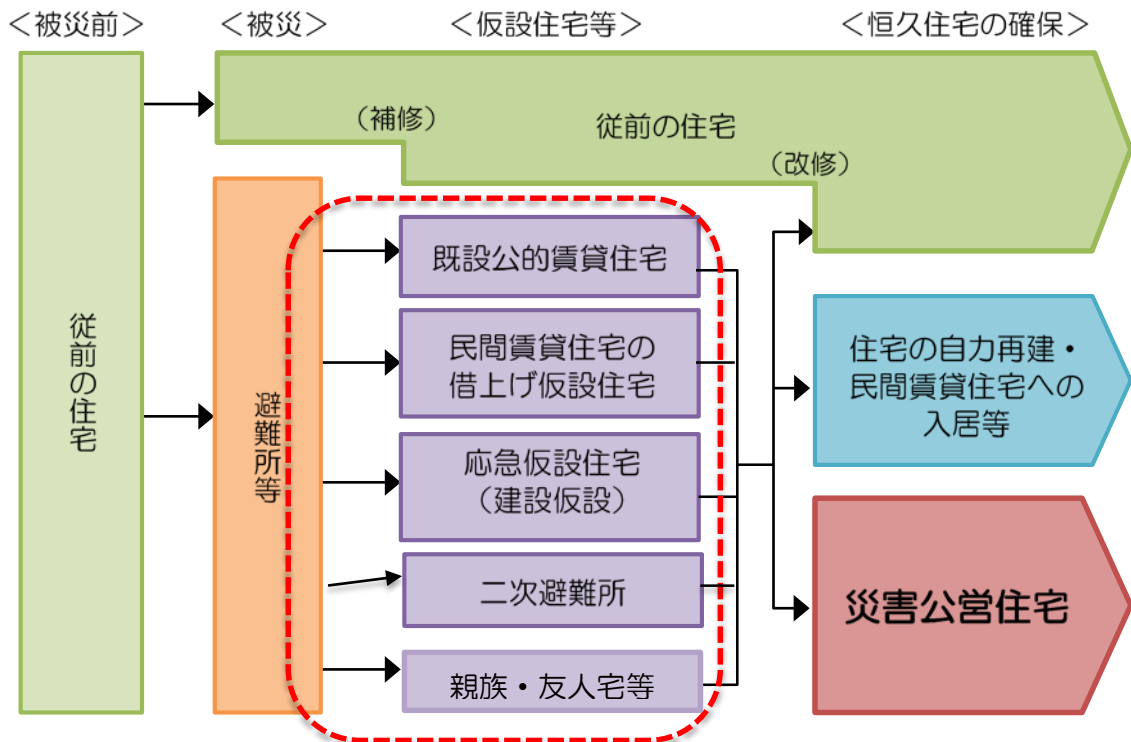 ＜被災前＞
＜被災＞
＜仮設住宅等＞
＜恒久住宅の確保＞
従前の住宅
（補修）
従前の住宅
（改修）
避難所等
既設公的賃貸住宅
民間賃貸住宅の
借上げ仮設住宅
応急仮設住宅
（建設仮設）
二次避難所
親族・友人宅等
住宅の自力再建・
民間賃貸住宅への
入居等
災害公営住宅